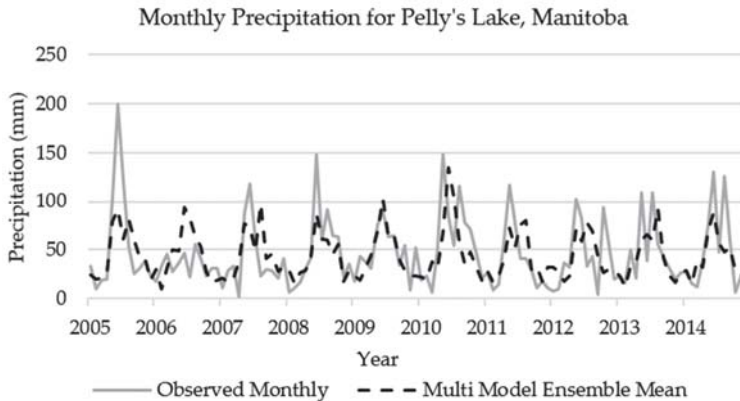 Monthly Precipitation for Pelly's Lake, Manitoba
250
200
150
100
50
0
Precipitation (mm)
2005 2006 2007 2008 2009 2010 2011 2012 2013 2014
Year
Observed Monthly Multi Model Ensemble Mean